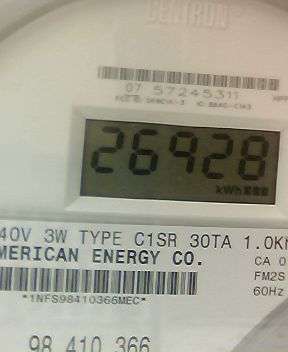 CENTRON®
07 57245311
26928
kWh
40V 3W TYPE C1SR 30TA 1.0Kh
MERICAN ENERGY CO.
CA 0
FM2S
60Hz
*1NFS98410366MEC*
98 410 366